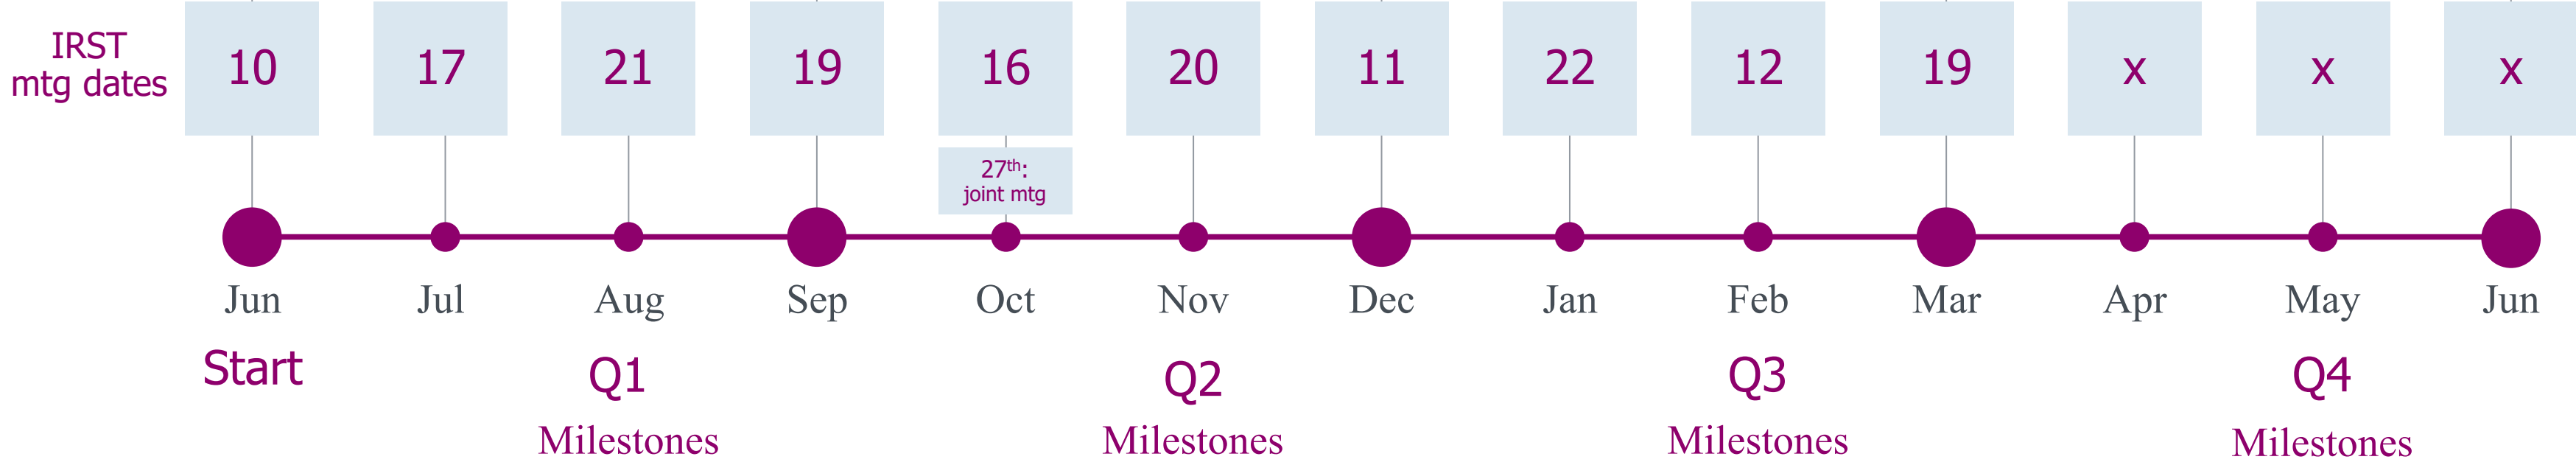 IRST
mtg dates
10 17 21 19 16 20 11 22 12 19 x x x
27th:
joint mtg
Jun Jul Aug Sep Oct Nov Dec Jan Feb Mar Apr May Jun
Start Q1 Q2 Q3 Q4
Milestones Milestones Milestones Milestones